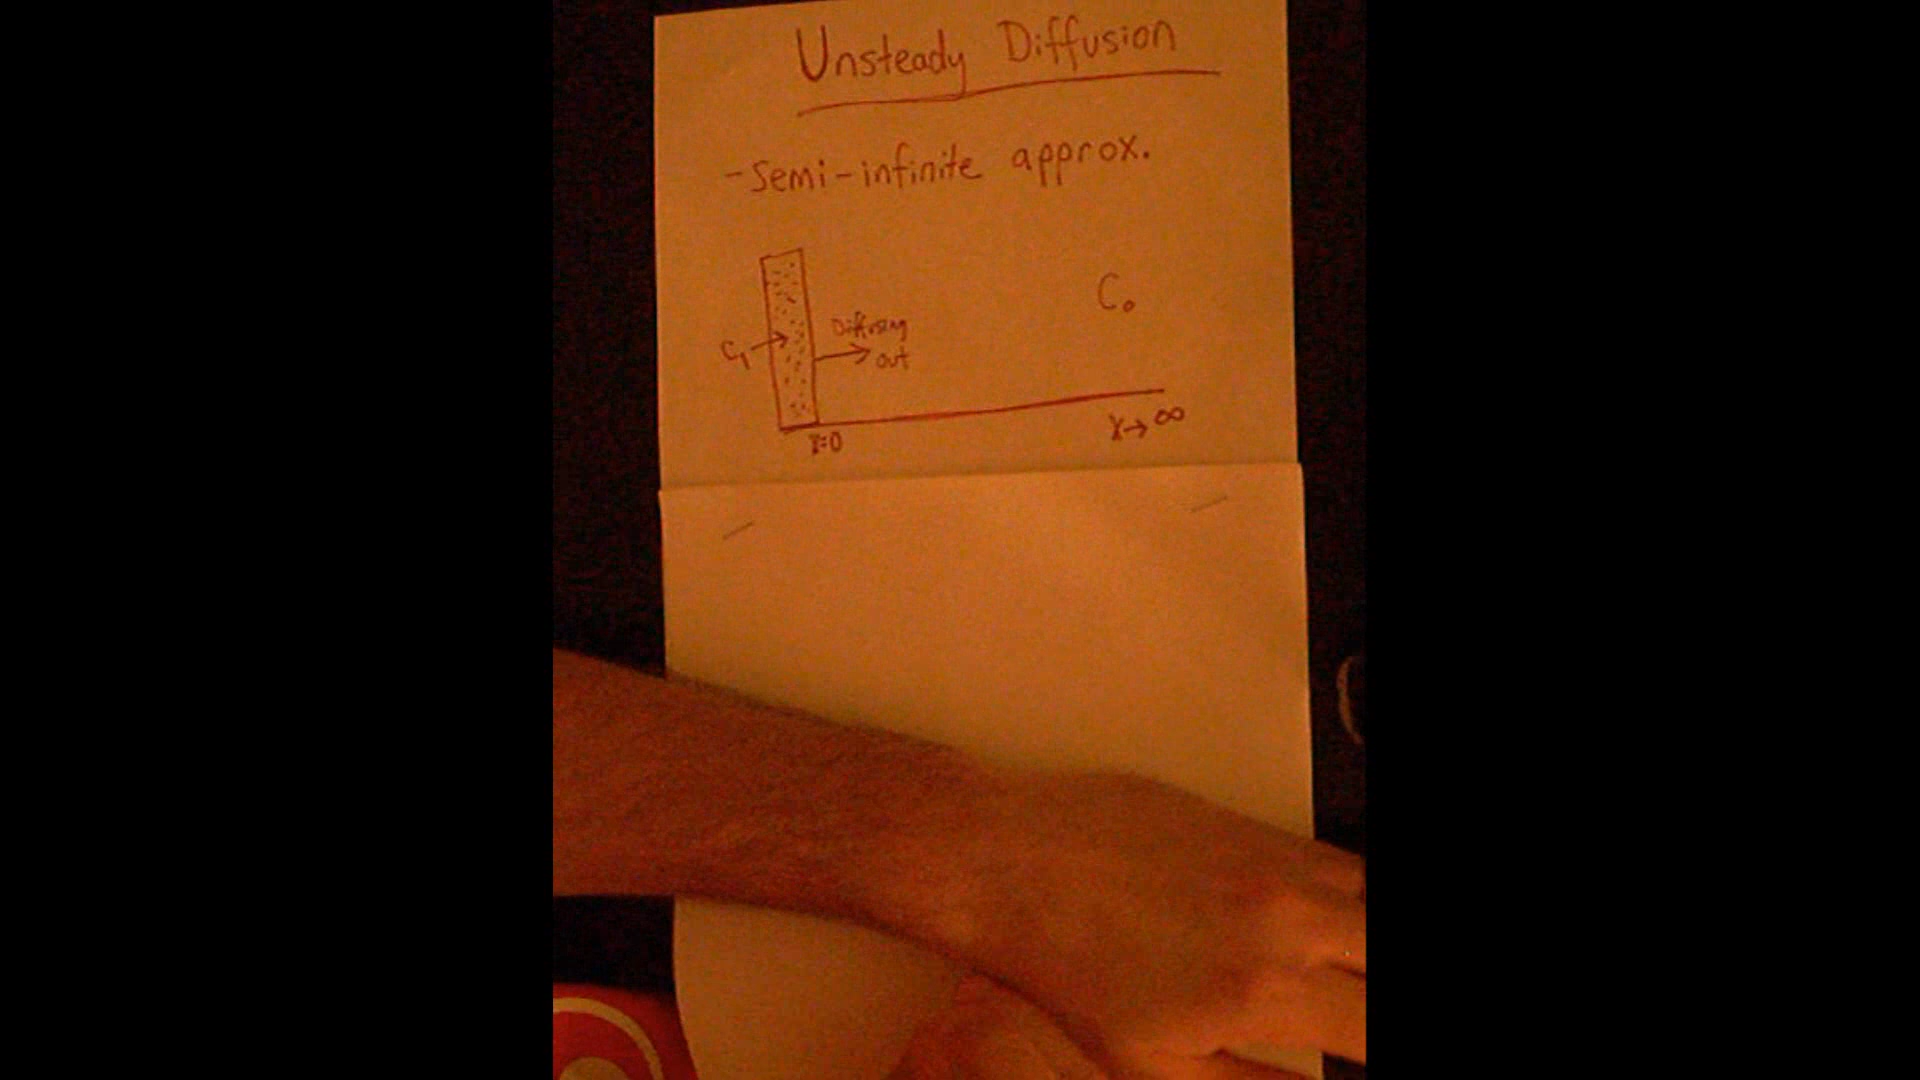 Unsteady Diffusion
- Semi-infinite approx.
C₀
C₁
Diffusing
out
x=0
x→∞